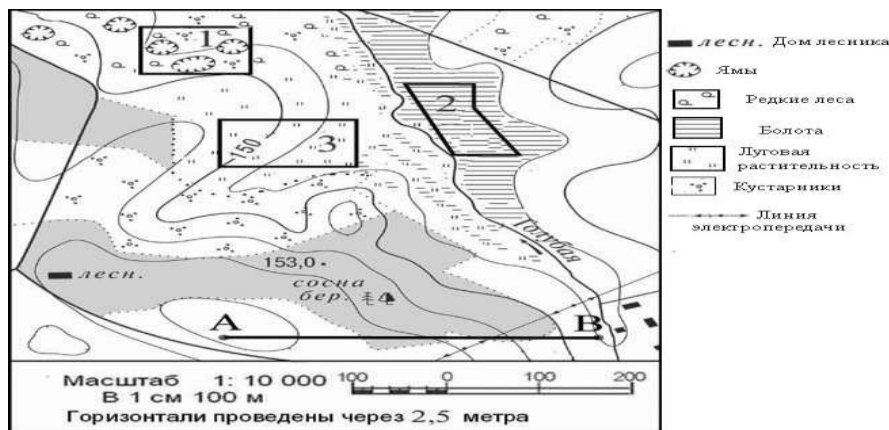 1
2
3
150
Голубая
лесн.
153,0
сосна
бер.
А
В
Масштаб 1: 10 000
В 1 см 100 м
Горизонтали проведены через 2,5 метра
100 0 100 200
лесн. Дом лесника
Ямы
Редкие леса
Болота
Луговая
растительность
Кустарники
Линия
электропередачи